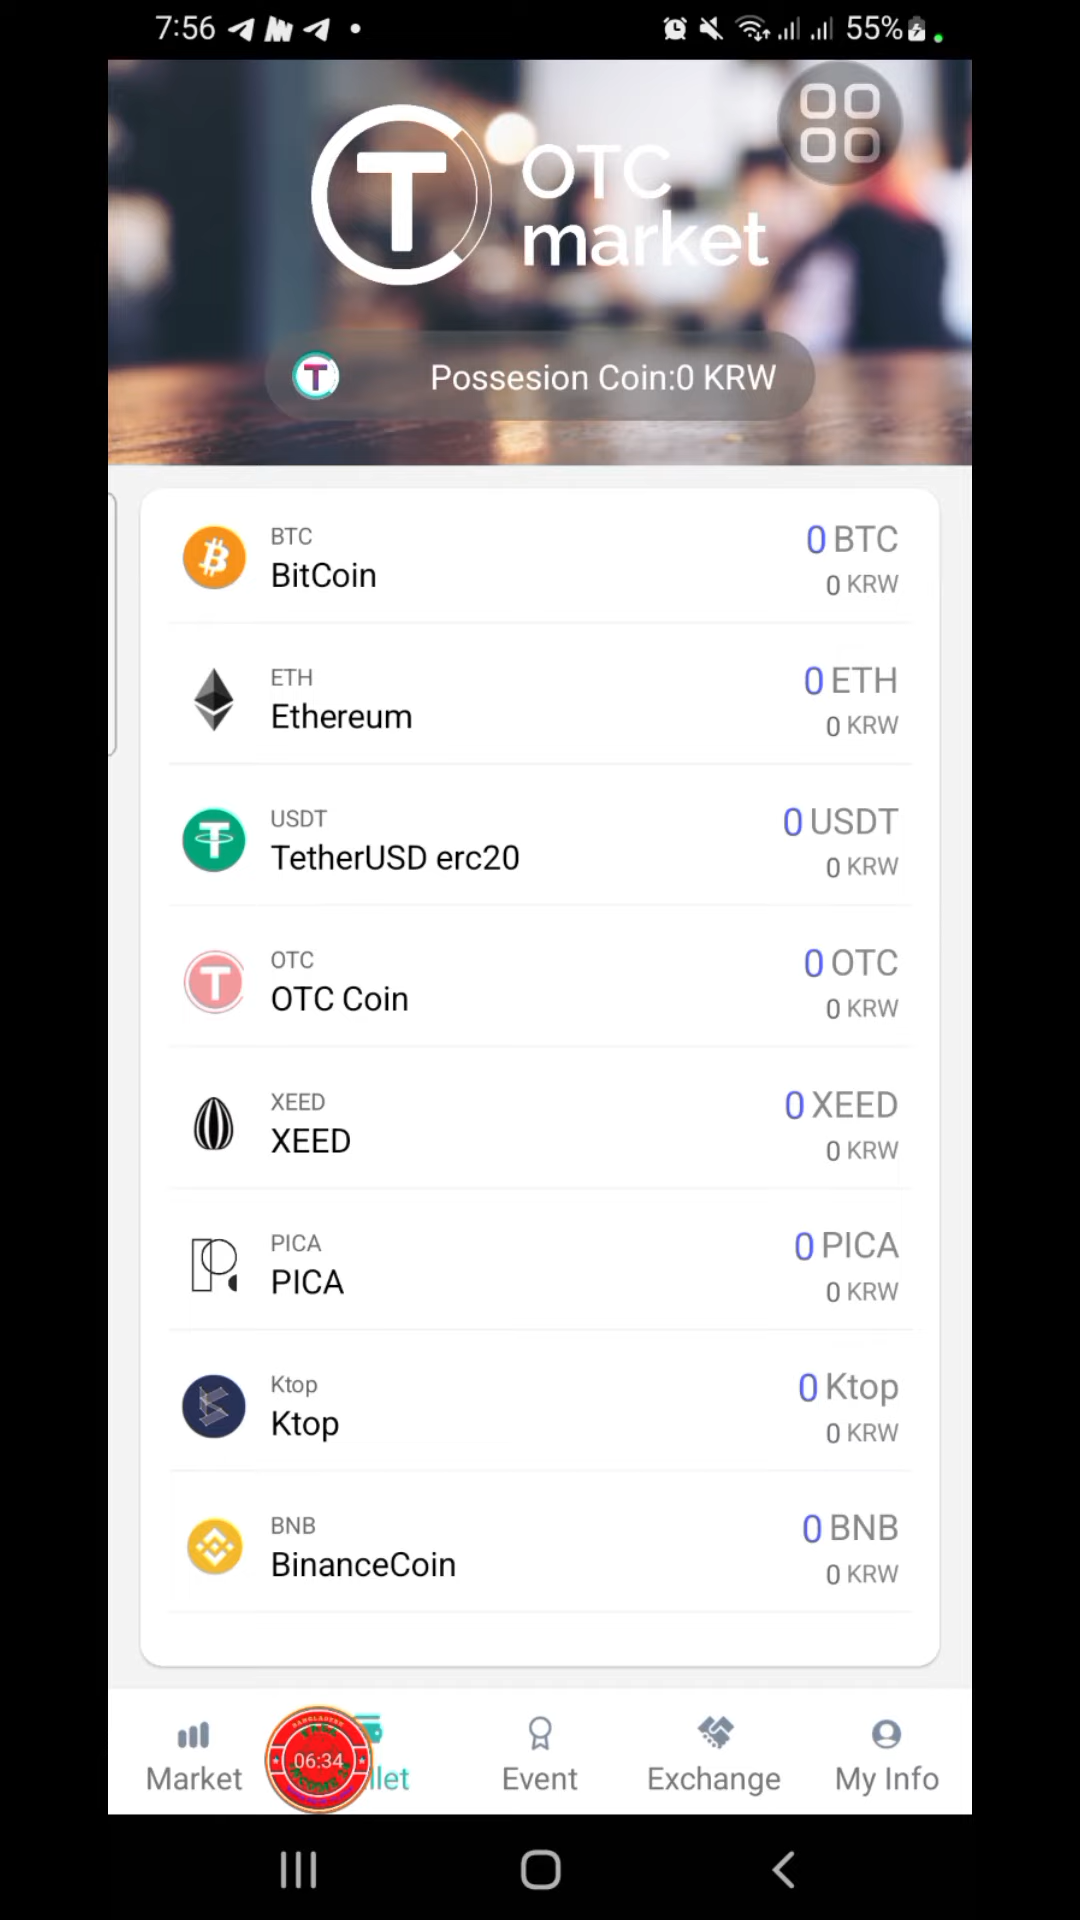 7:56
55%
T OTC
market
T Possesion Coin:0 KRW
BTC
BitCoin
0 BTC
0 KRW
ETH
Ethereum
0 ETH
0 KRW
USDT
TetherUSD erc20
0 USDT
0 KRW
OTC
OTC Coin
0 OTC
0 KRW
XEED
XEED
0 XEED
0 KRW
PICA
PICA
0 PICA
0 KRW
Ktop
Ktop
0 Ktop
0 KRW
BNB
BinanceCoin
0 BNB
0 KRW
BANGLADESH
06:34
Market
llet
Event
Exchange
My Info